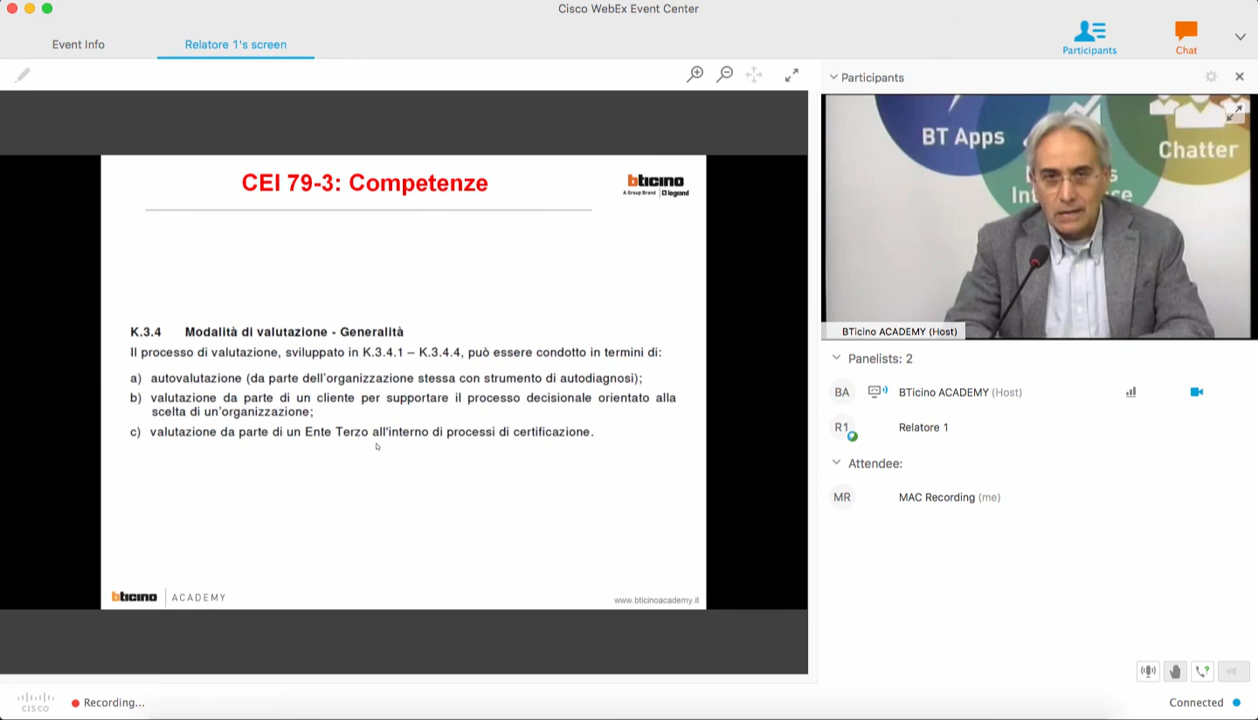 Cisco WebEx Event Center
Event Info
Relatore 1's screen
Participants
Chat
Participants
CEI 79-3: Competenze
bticino
A Group Brand | legrand
K.3.4 Modalità di valutazione - Generalità
Il processo di valutazione, sviluppato in K.3.4.1 – K.3.4.4, può essere condotto in termini di:
a) autovalutazione (da parte dell'organizzazione stessa con strumento di autodiagnosi);
b) valutazione da parte di un cliente per supportare il processo decisionale orientato alla
scelta di un'organizzazione;
c) valutazione da parte di un Ente Terzo all'interno di processi di certificazione.
bticino | ACADEMY
www.bticinoacademy.it
BT Apps
Chatter
BTicino ACADEMY (Host)
Panelists: 2
BA BTicino ACADEMY (Host)
R1 Relatore 1
Attendee:
MR MAC Recording (me)
CISCO
Recording...
Connected